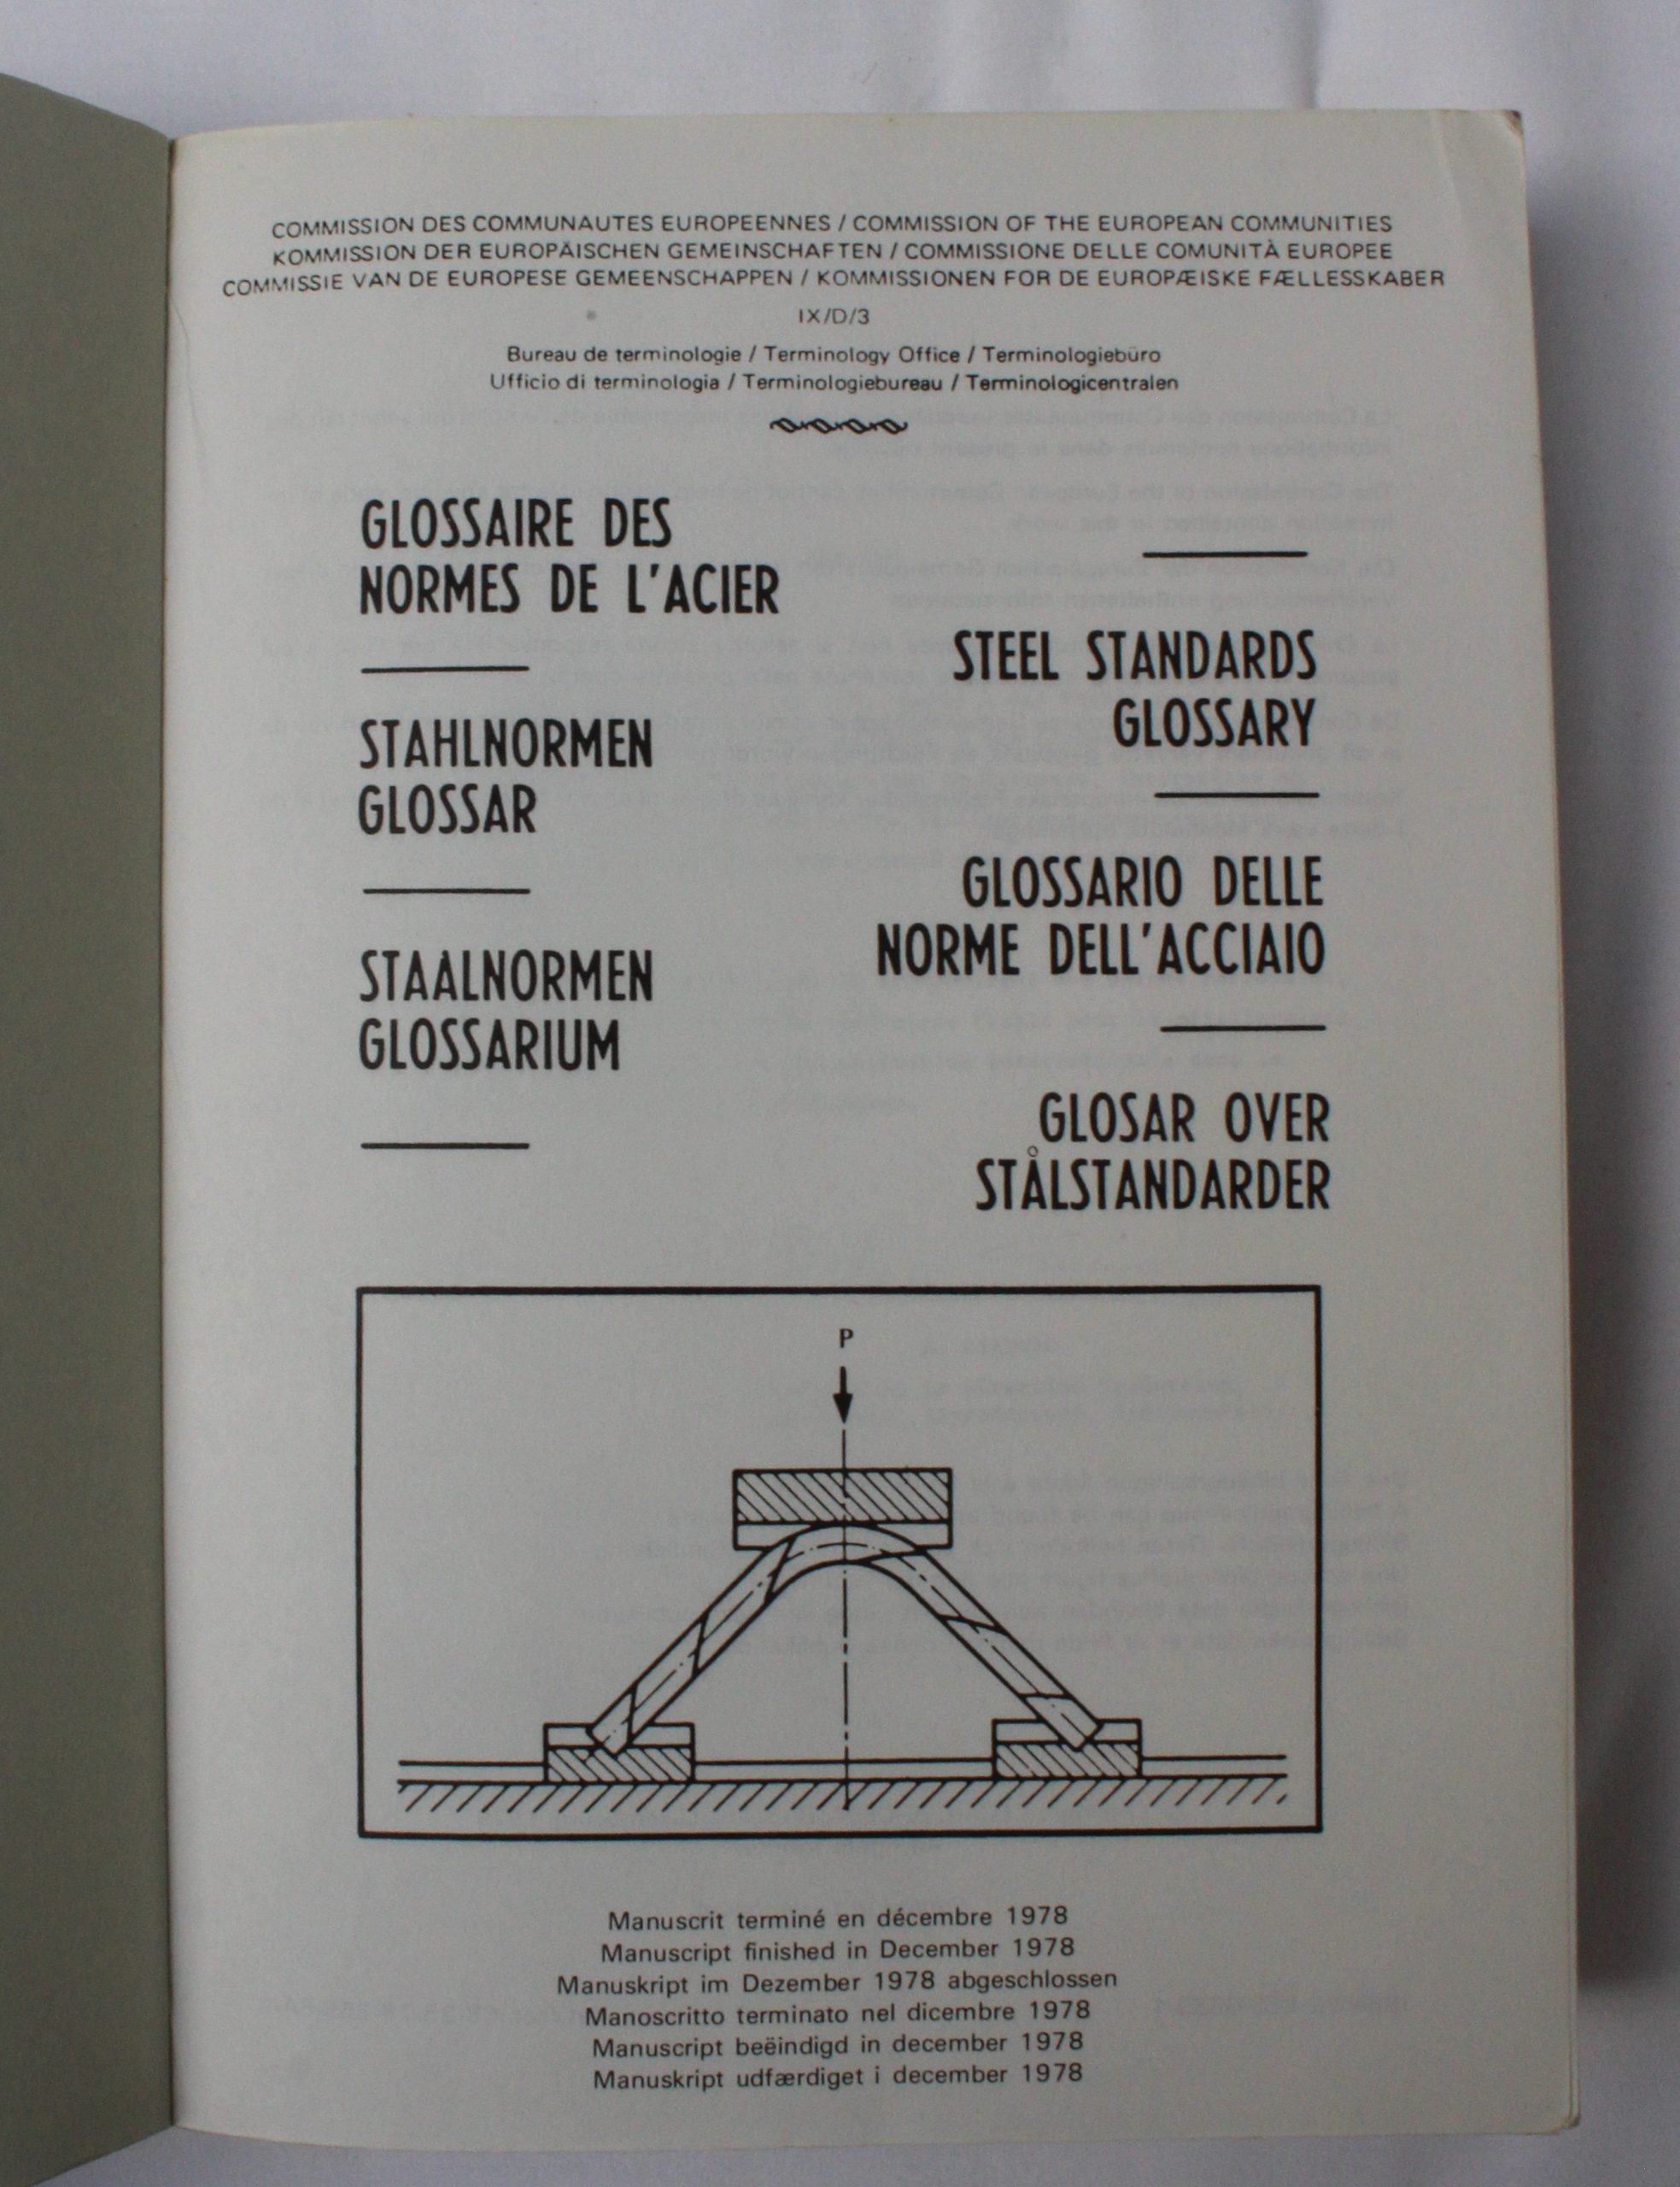 COMMISSION DES COMMUNAUTES EUROPEENNES / COMMISSION OF THE EUROPEAN COMMUNITIES
KOMMISSION DER EUROPÄISCHEN GEMEINSCHAFTEN / COMMISSIONE DELLE COMUNITÀ EUROPEE
COMMISSIE VAN DE EUROPESE GEMEENSCHAPPEN / KOMMISSIONEN FOR DE EUROPÆISKE FÆLLESSKABER
IX/D/3
Bureau de terminologie / Terminology Office / Terminologiebüro
Ufficio di terminologia / Terminologiebureau / Terminologicentralen
GLOSSAIRE DES
NORMES DE L'ACIER
STEEL STANDARDS
GLOSSARY
STAHLNORMEN
GLOSSAR
GLOSSARIO DELLE
NORME DELL'ACCIAIO
STAALNORMEN
GLOSSARIUM
GLOSAR OVER
STÅLSTANDARDER
P
Manuscrit terminé en décembre 1978
Manuscript finished in December 1978
Manuskript im Dezember 1978 abgeschlossen
Manoscritto terminato nel dicembre 1978
Manuscript beëindigd in december 1978
Manuskript udfærdiget i december 1978